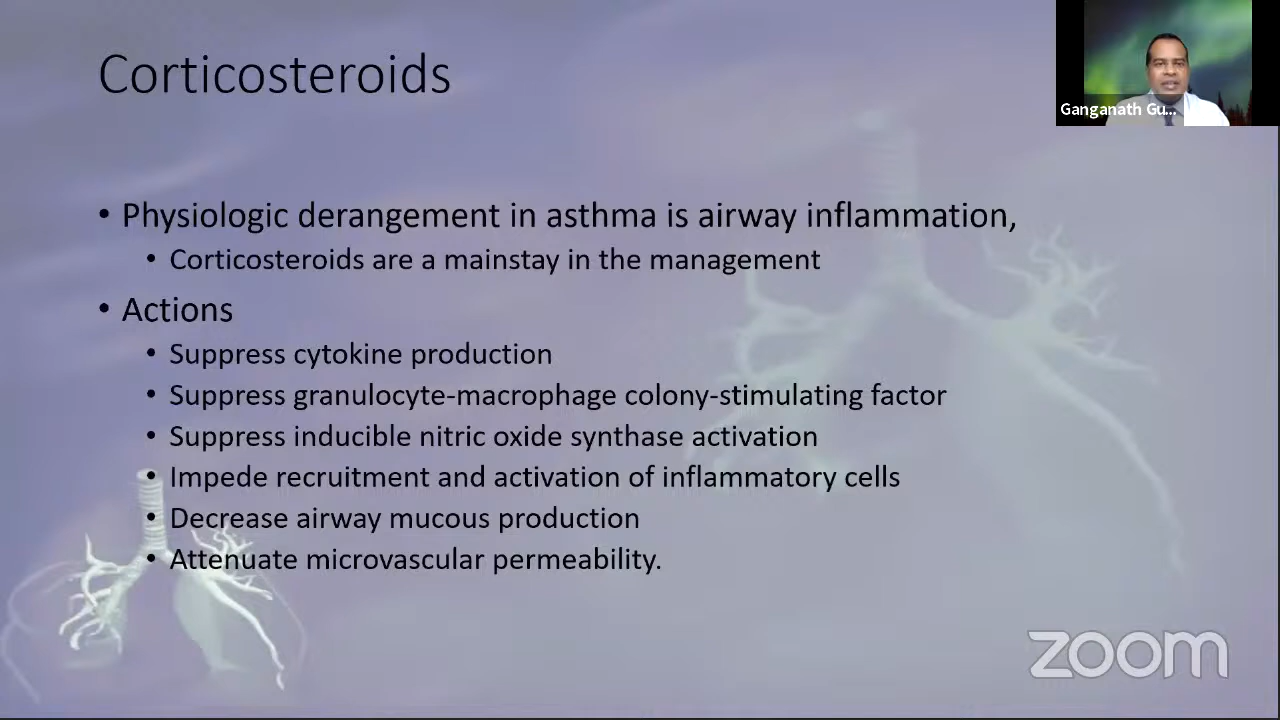 Corticosteroids
Ganganath Gu...
• Physiologic derangement in asthma is airway inflammation,
• Corticosteroids are a mainstay in the management
• Actions
• Suppress cytokine production
• Suppress granulocyte-macrophage colony-stimulating factor
• Suppress inducible nitric oxide synthase activation
• Impede recruitment and activation of inflammatory cells
• Decrease airway mucous production
• Attenuate microvascular permeability.
zoom